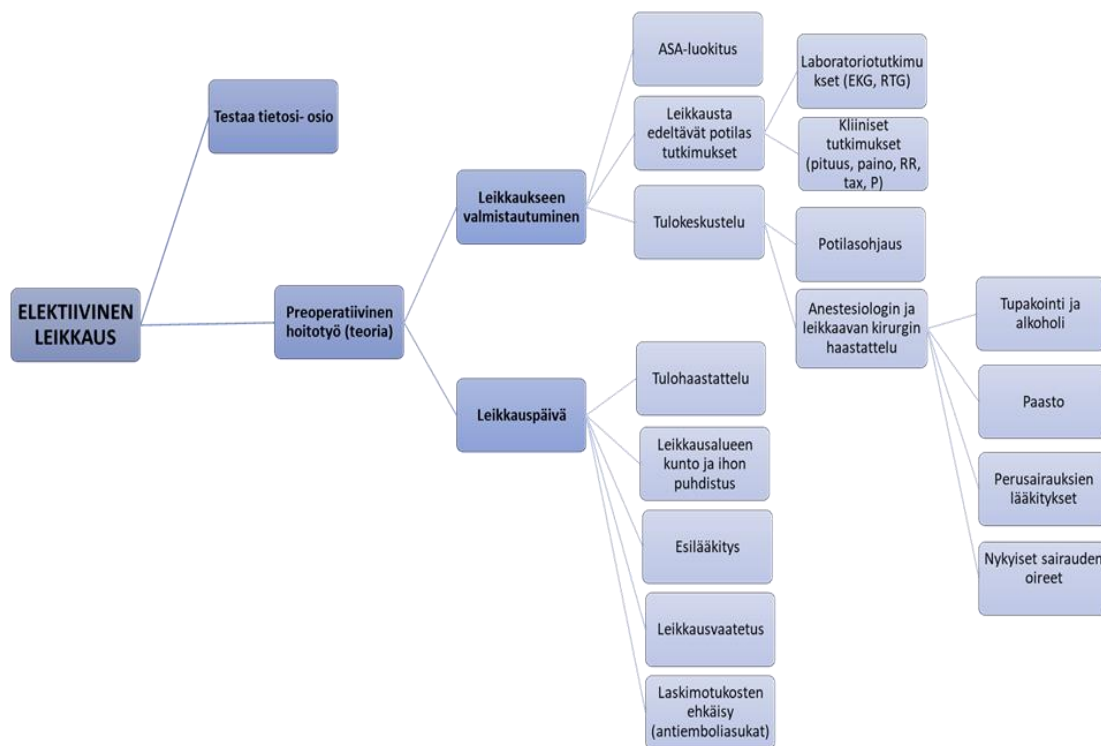 ELEKTIIVINEN
LEIKKAUS
Testaa tietosi- osio
Preoperatiivinen
hoitotyö (teoria)
Leikkaukseen
valmistautuminen
ASA-luokitus
Leikkausta
edeltävät potilas
tutkimukset
Laboratoriotutkimu
kset (EKG, RTG)
Kliiniset
tutkimukset
(pituus, paino, RR,
tax, P)
Tulokeskustelu
Potilasohjaus
Anestesiologin ja
leikkaavan kirurgin
haastattelu
Tupakointi ja
alkoholi
Paasto
Perusairauksien
lääkitykset
Nykyiset sairauden
oireet
Leikkauspäivä
Tulohaastattelu
Leikkausalueen
kunto ja ihon
puhdistus
Esilääkitys
Leikkausvaatetus
Laskimotukosten
ehkäisy
(antiemboliasukat)